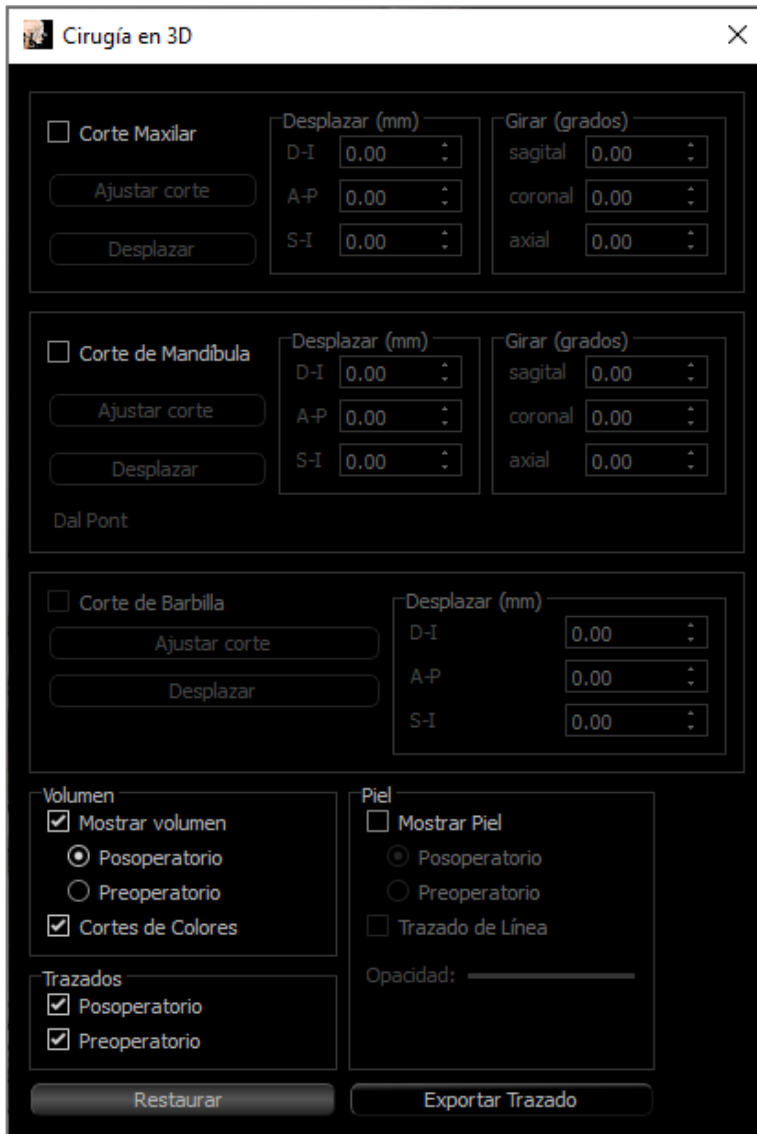 Cirugía en 3D
Corte Maxilar
Ajustar corte
Desplazar
Desplazar (mm)
D-I 0.00
A-P 0.00
S-I 0.00
Girar (grados)
sagital 0.00
coronal 0.00
axial 0.00
Corte de Mandíbula
Ajustar corte
Desplazar
Dal Pont
Desplazar (mm)
D-I 0.00
A-P 0.00
S-I 0.00
Girar (grados)
sagital 0.00
coronal 0.00
axial 0.00
Corte de Barbilla
Ajustar corte
Desplazar
Desplazar (mm)
D-I 0.00
A-P 0.00
S-I 0.00
Volumen
Mostrar volumen
Posoperatorio
Preoperatorio
Cortes de Colores
Trazados
Posoperatorio
Preoperatorio
Piel
Mostrar Piel
Posoperatorio
Preoperatorio
Trazado de Línea
Opacidad:
Restaurar
Exportar Trazado